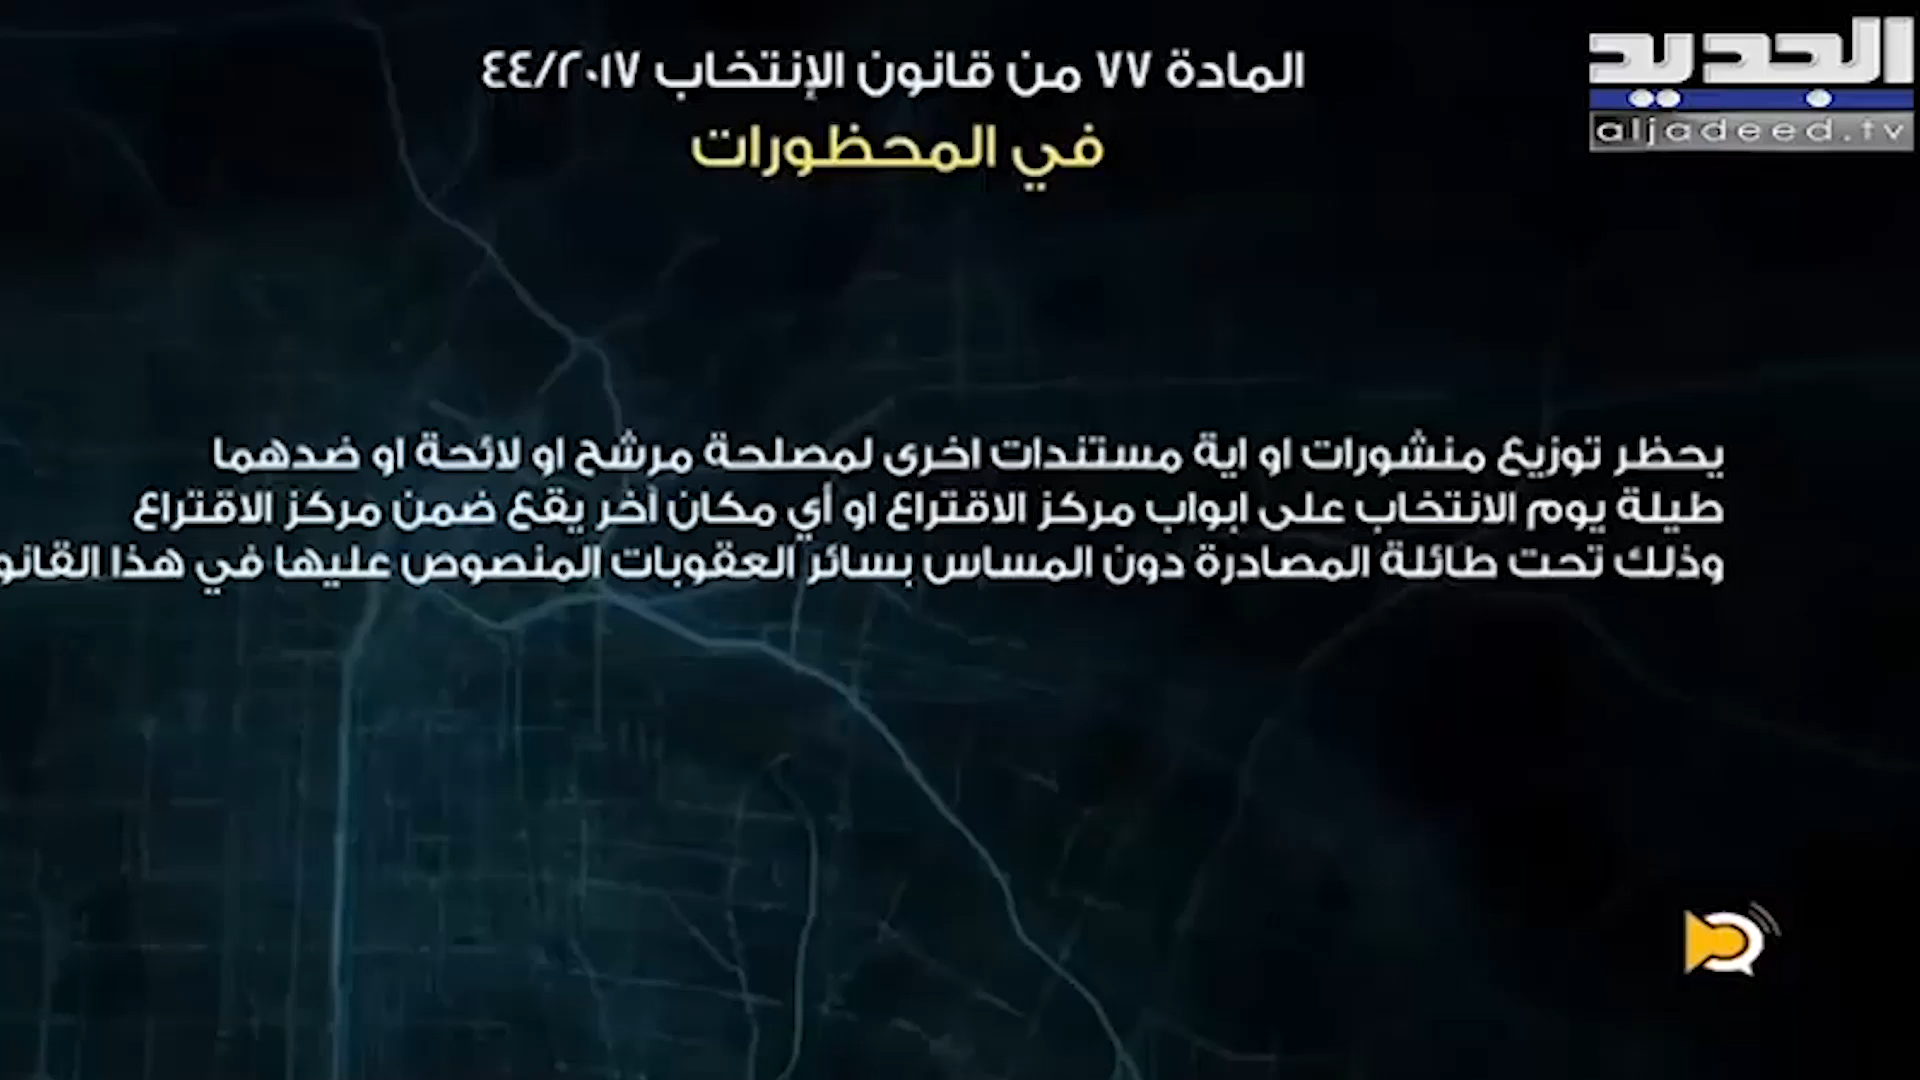 المادة ٧٧ من قانون الإنتخاب ٤٤/٢٠١٧
في المحظورات
الجديد
aljadeed.tv
يحظر توزيع منشورات او اية مستندات اخرى لمصلحة مرشح او لائحة او ضدهما
طيلة يوم الانتخاب على ابواب مركز الاقتراع او أي مكان آخر يقع ضمن مركز الاقتراع
وذلك تحت طائلة المصادرة دون المساس بسائر العقوبات المنصوص عليها في هذا القانو